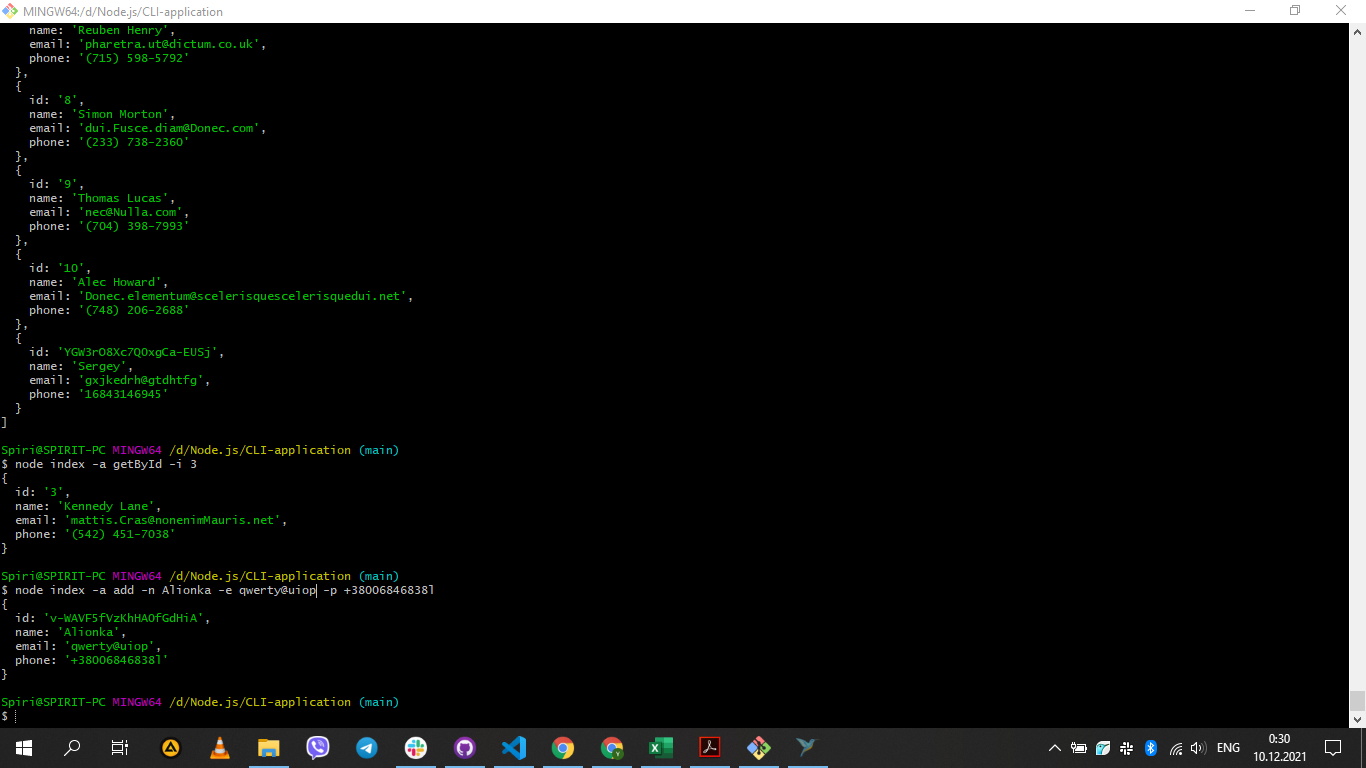 MINGW64:/d/Node.js/CLI-application
name: 'Reuben Henry',
email: 'pharetra.ut@dictum.co.uk',
phone: '(715) 598-5792'
},
{
id: '8',
name: 'Simon Morton',
email: 'dui.Fusce.diam@Donec.com',
phone: '(233) 738-2360'
},
{
id: '9',
name: 'Thomas Lucas',
email: 'nec@Nulla.com',
phone: '(704) 398-7993'
},
{
id: '10',
name: 'Alec Howard',
email: 'Donec.elementum@scelerisquescelerisquedui.net',
phone: '(748) 206-2688'
},
{
id: 'YGW3rO8Xc7QOxgCa-EUSj',
name: 'Sergey',
email: 'gxjkedrh@gtdhtfg',
phone: '16843146945'
}
]
Spiri@SPIRIT-PC MINGW64 /d/Node.js/CLI-application (main)
$ node index -a getById -i 3
{
id: '3',
name: 'Kennedy Lane',
email: 'mattis.Cras@nonenimMauris.net',
phone: '(542) 451-7038'
}
Spiri@SPIRIT-PC MINGW64 /d/Node.js/CLI-application (main)
$ node index -a add -n Alionka -e qwerty@uiop -p +38006846838l
{
id: 'v-WAVF5fVzKhHAOfGdHiA',
name: 'Alionka',
email: 'qwerty@uiop',
phone: '+38006846838l'
}
Spiri@SPIRIT-PC MINGW64 /d/Node.js/CLI-application (main)
$
ENG
0:30
10.12.2021